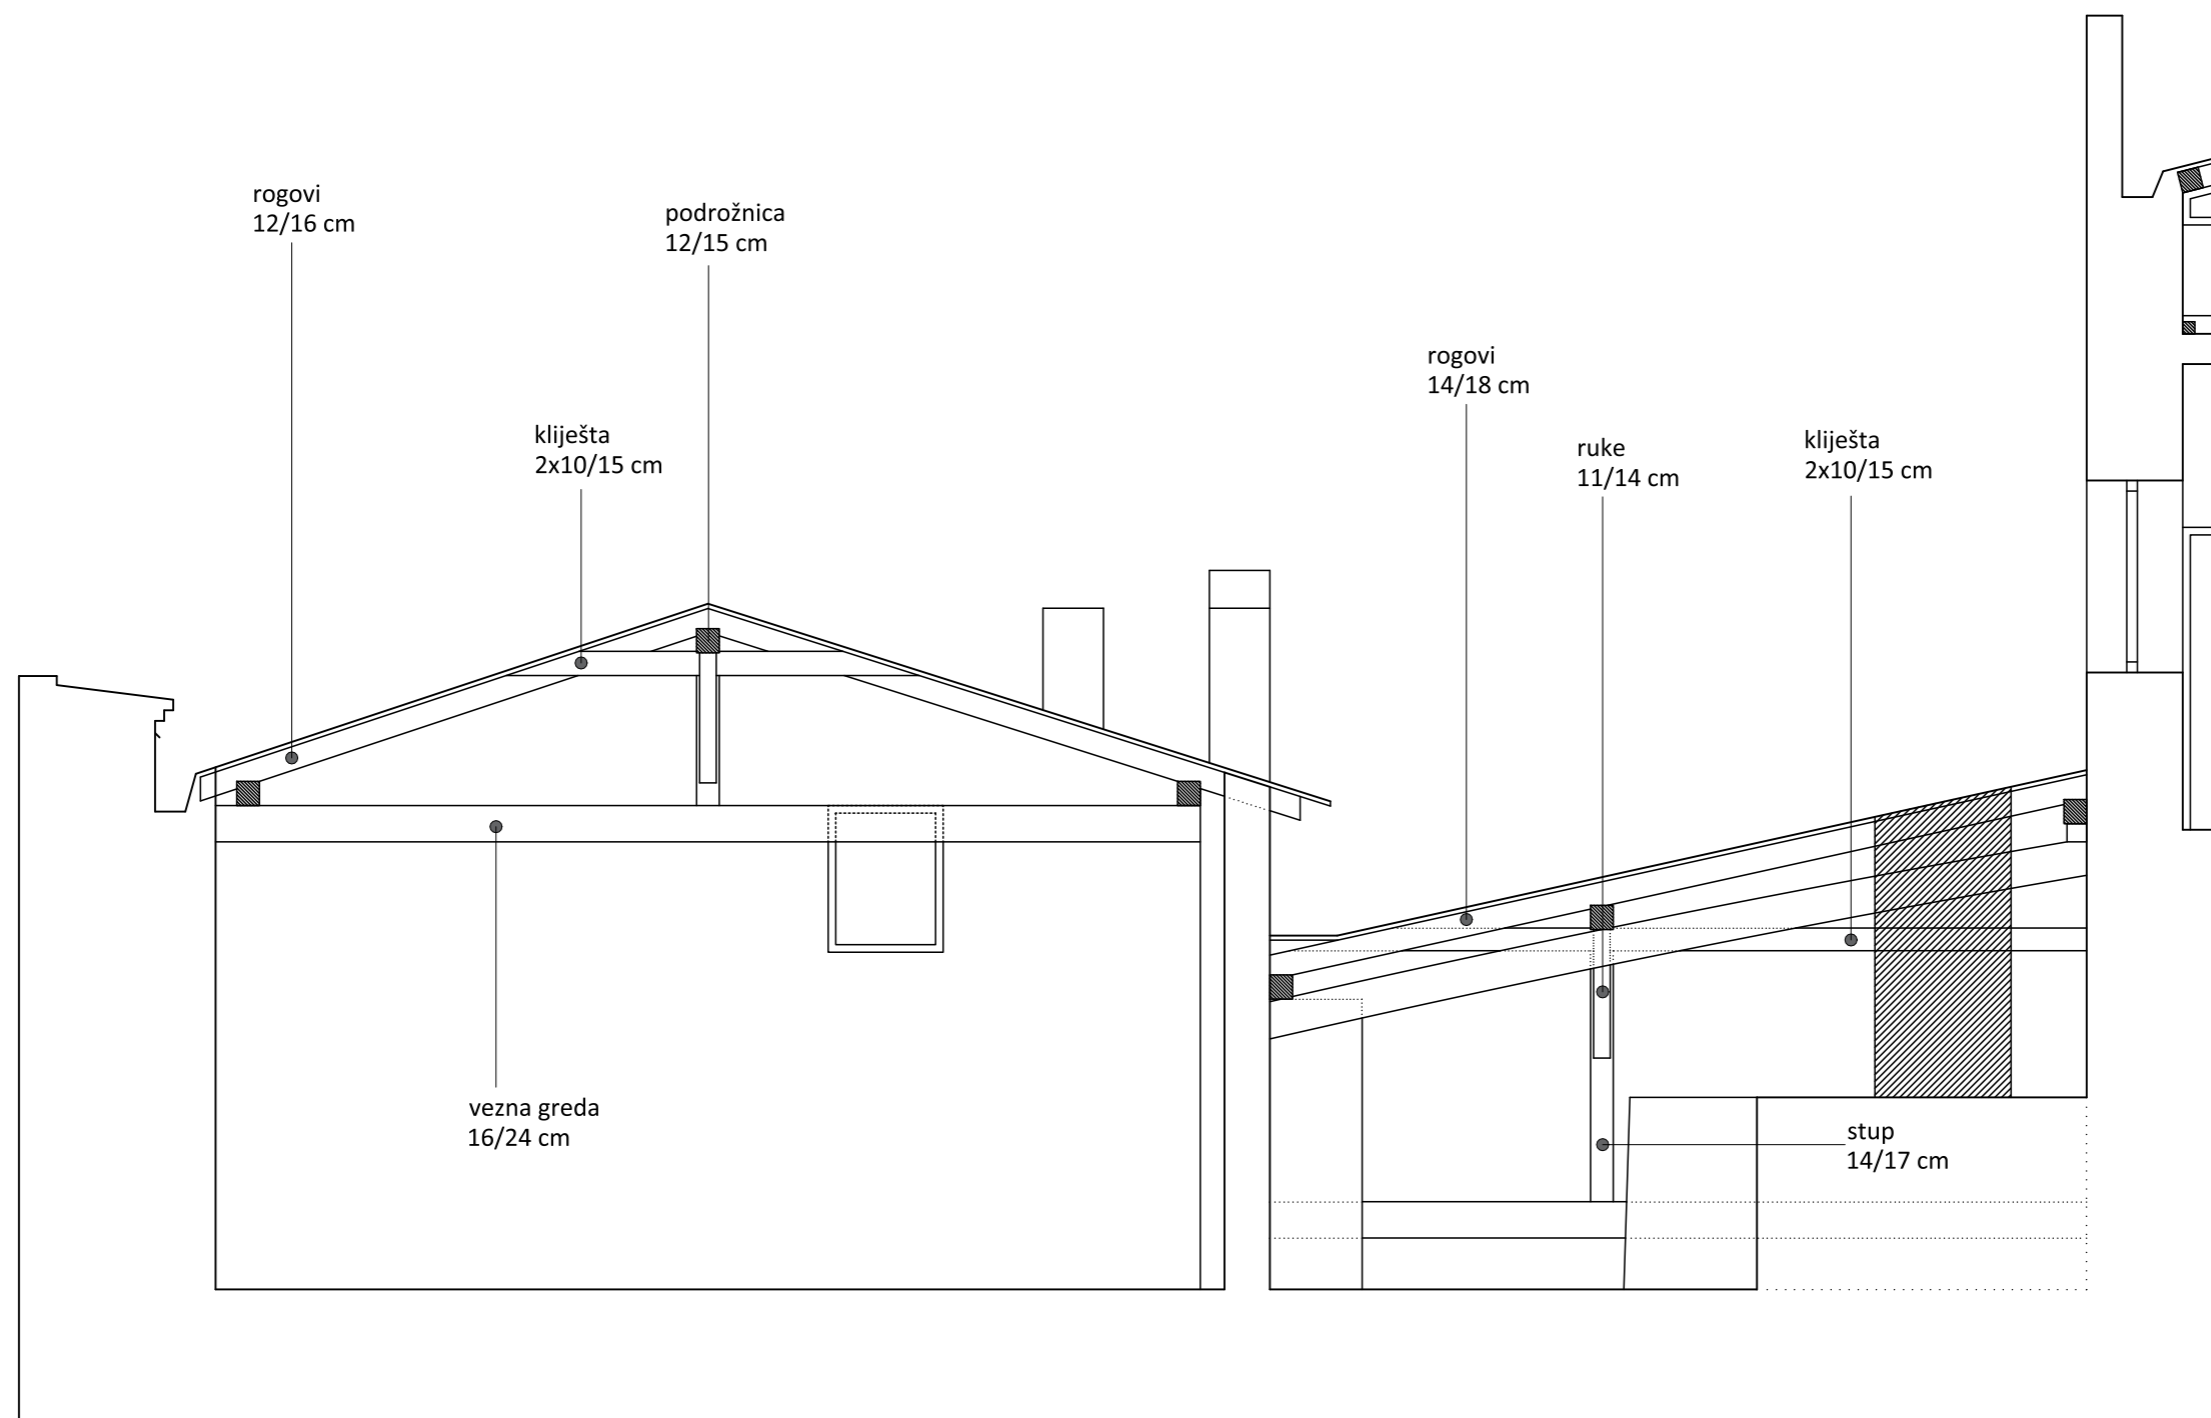 rogovi
12/16 cm
podrožnica
12/15 cm
kliješta
2x10/15 cm
rogovi
14/18 cm
ruke
11/14 cm
kliješta
2x10/15 cm
vezna greda
16/24 cm
stup
14/17 cm